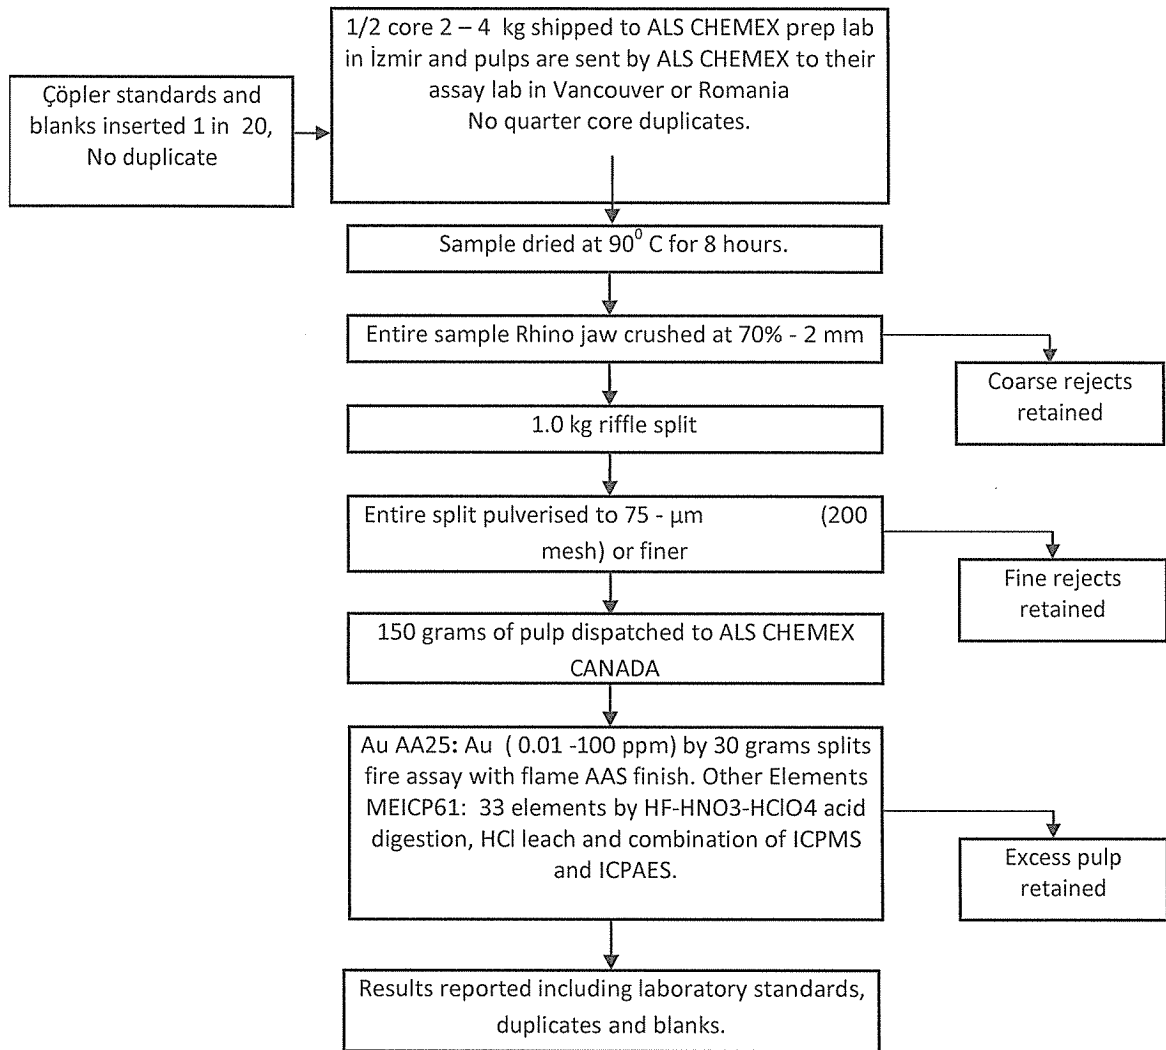 1/2 core 2 – 4 kg shipped to ALS CHEMEX prep lab
in İzmir and pulps are sent by ALS CHEMEX to their
assay lab in Vancouver or Romania
No quarter core duplicates.
Çöpler standards and
blanks inserted 1 in 20,
No duplicate
Sample dried at 90⁰ C for 8 hours.
Entire sample Rhino jaw crushed at 70% - 2 mm
Coarse rejects
retained
1.0 kg riffle split
Entire split pulverised to 75 - µm (200
mesh) or finer
Fine rejects
retained
150 grams of pulp dispatched to ALS CHEMEX
CANADA
Au AA25: Au ( 0.01 -100 ppm) by 30 grams splits
fire assay with flame AAS finish. Other Elements
MEICP61: 33 elements by HF-HNO3-HClO4 acid
digestion, HCl leach and combination of ICPMS
and ICPAES.
Excess pulp
retained
Results reported including laboratory standards,
duplicates and blanks.